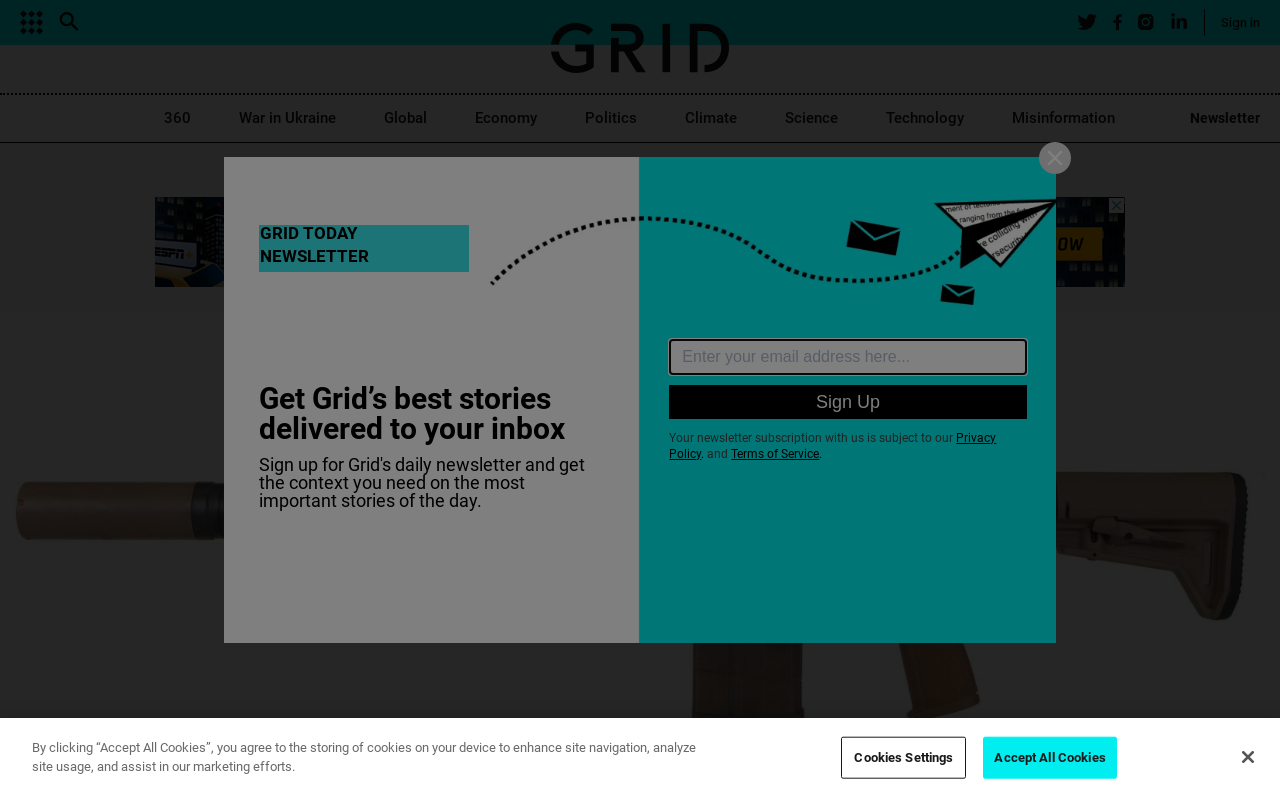 GRID
Sign in
360 War in Ukraine Global Economy Politics Climate Science Technology Misinformation Newsletter
GRID TODAY
NEWSLETTER
Get Grid’s best stories
delivered to your inbox
Sign up for Grid's daily newsletter and get
the context you need on the most
important stories of the day.
Enter your email address here...
Sign Up
Your newsletter subscription with us is subject to our Privacy
Policy. and Terms of Service.
By clicking “Accept All Cookies”, you agree to the storing of cookies on your device to enhance site navigation, analyze
site usage, and assist in our marketing efforts.
Cookies Settings
Accept All Cookies